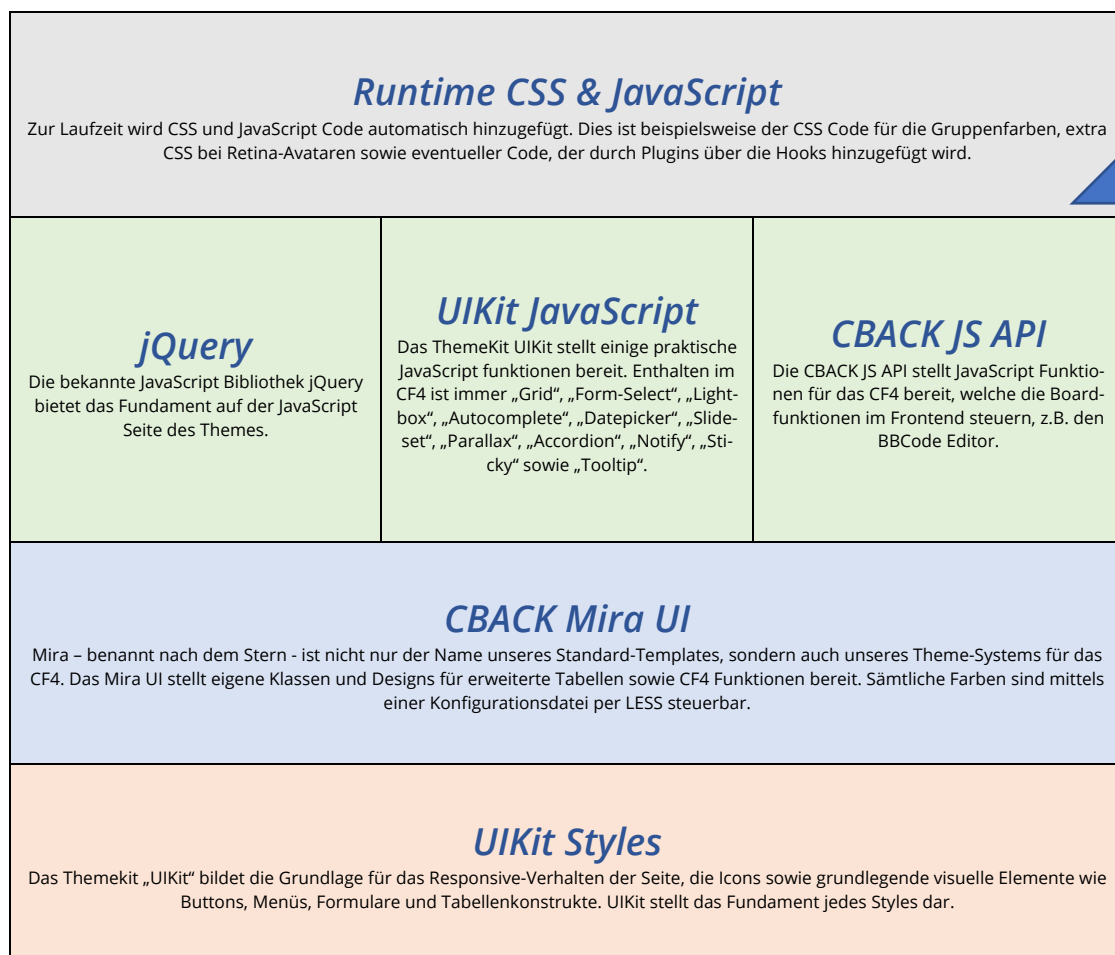 Runtime CSS & JavaScript
Zur Laufzeit wird CSS und JavaScript Code automatisch hinzugefügt. Dies ist beispielsweise der CSS Code für die Gruppenfarben, extra
CSS bei Retina-Avataren sowie eventueller Code, der durch Plugins über die Hooks hinzugefügt wird.
jQuery
Die bekannte JavaScript Bibliothek jQuery
bietet das Fundament auf der JavaScript
Seite des Themes.
UIKit JavaScript
Das ThemeKit UIKit stellt einige praktische
JavaScript funktionen bereit. Enthalten im
CF4 ist immer „Grid“, „Form-Select“, „Light-
box“, „Autocomplete“, „Datepicker“, „Slide-
set“, „Parallax“, „Accordion“, „Notify“, „Sti-
cky“ sowie „Tooltip“.
CBACK JS API
Die CBACK JS API stellt JavaScript Funktio-
nen für das CF4 bereit, welche die Board-
funktionen im Frontend steuern, z.B. den
BBCode Editor.
CBACK Mira UI
Mira – benannt nach dem Stern - ist nicht nur der Name unseres Standard-Templates, sondern auch unseres Theme-Systems für das
CF4. Das Mira UI stellt eigene Klassen und Designs für erweiterte Tabellen sowie CF4 Funktionen bereit. Sämtliche Farben sind mittels
einer Konfigurationsdatei per LESS steuerbar.
UIKit Styles
Das Themekit „UIKit“ bildet die Grundlage für das Responsive-Verhalten der Seite, die Icons sowie grundlegende visuelle Elemente wie
Buttons, Menüs, Formulare und Tabellenkonstrukte. UIKit stellt das Fundament jedes Styles dar.